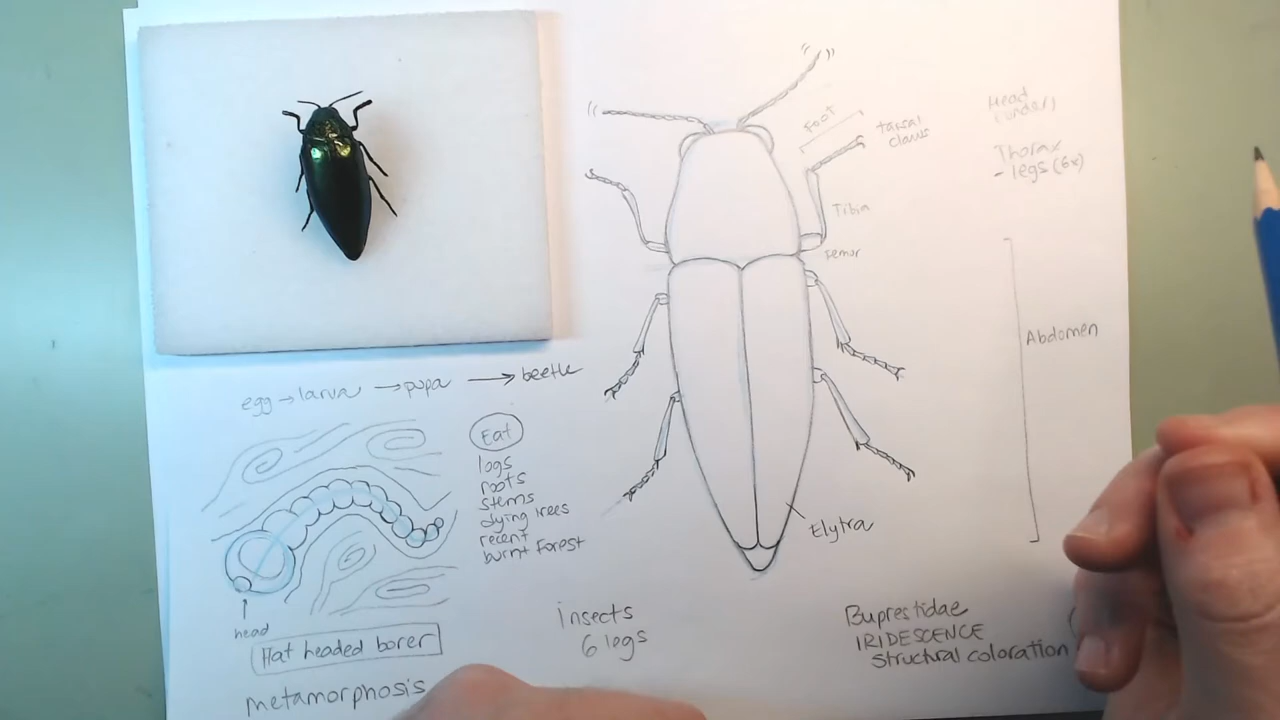 Foot
tarsal
claws
Head
(under)
Thorax
- legs (6x)
Tibia
Femur
Abdomen
egg → larva → pupa → beetle
Eat
logs
roots
stems
dying trees
recent
burnt forest
Elytra
head
flat headed borer
metamorphosis
insects
6 legs
Buprestidae
IRIDESCENCE
Structural coloration